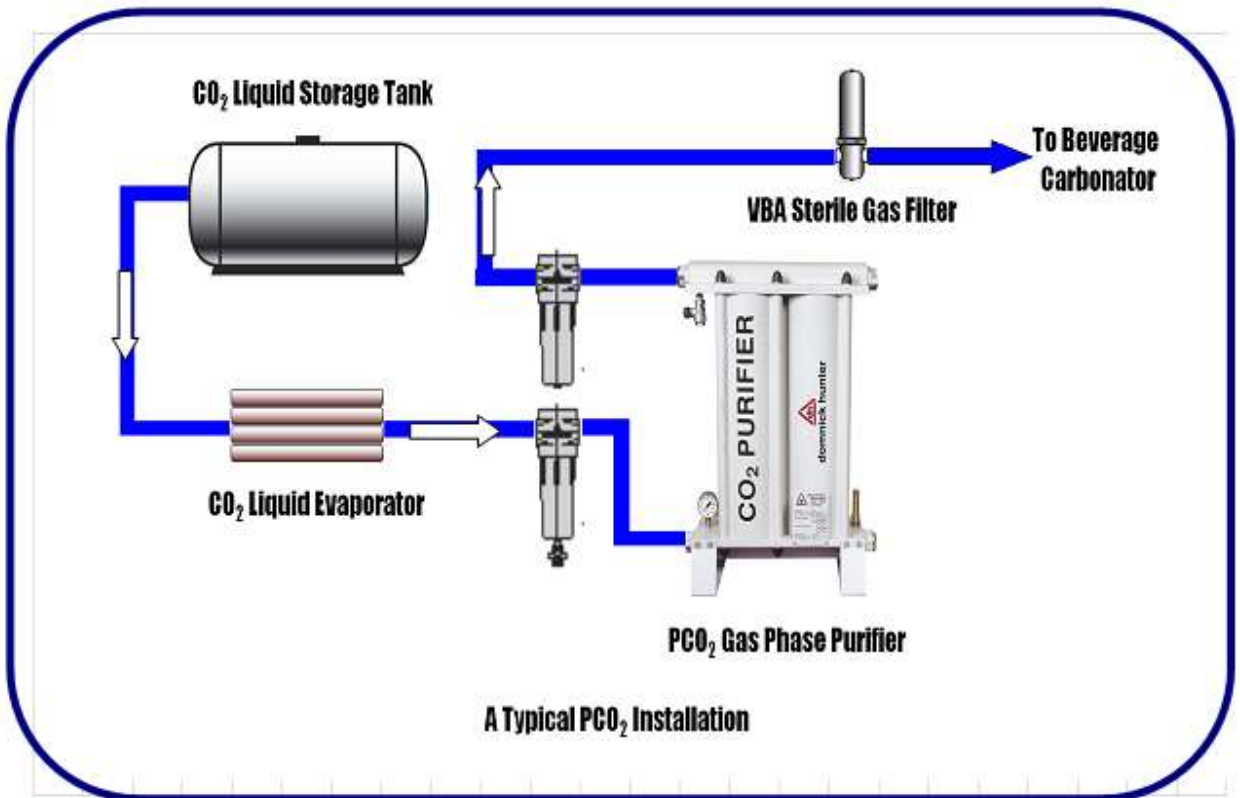 CO₂ Liquid Storage Tank
To Beverage
Carbonator
VBA Sterile Gas Filter
CO₂ PURIFIER
domnick hunter
CO₂ Liquid Evaporator
PCO₂ Gas Phase Purifier
A Typical PCO₂ Installation